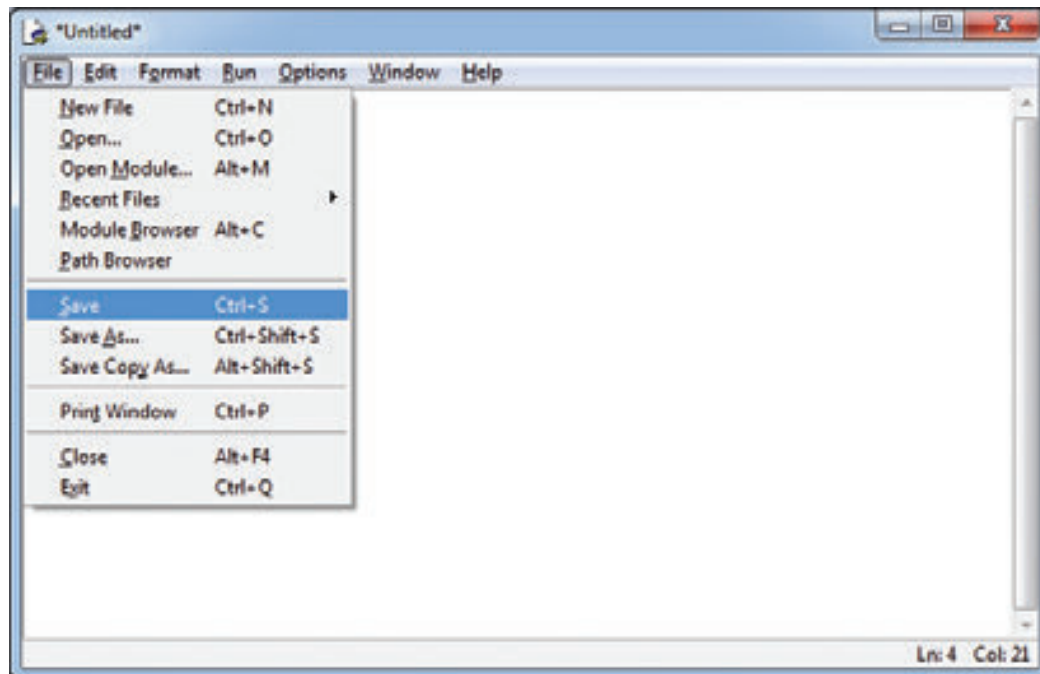 *Untitled*
File Edit Format Run Options Window Help
New File Ctrl+N
Open... Ctrl+O
Open Module... Alt+M
Recent Files
Module Browser Alt+C
Path Browser
Save Ctrl+S
Save As... Ctrl+Shift+S
Save Copy As... Alt+Shift+S
Print Window Ctrl+P
Close Alt+F4
Exit Ctrl+Q
Ln: 4 Col: 21